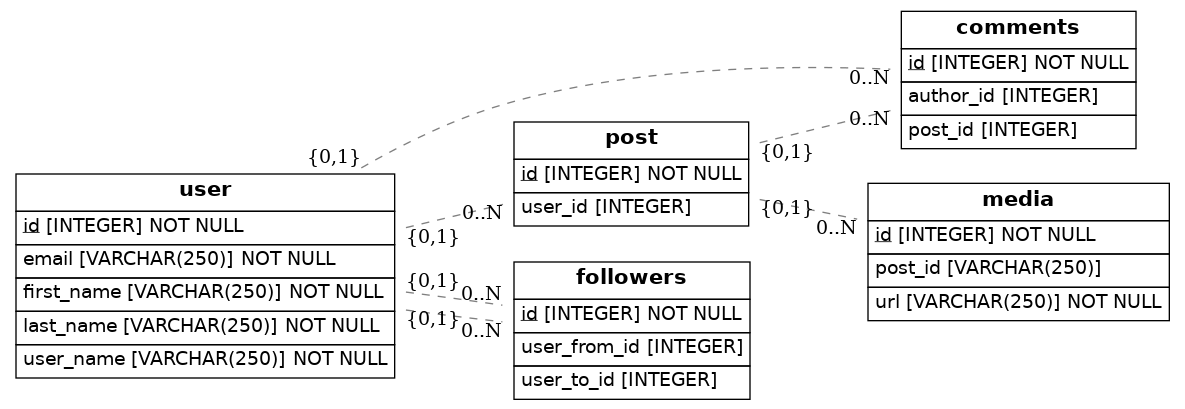 user
id [INTEGER] NOT NULL
email [VARCHAR(250)] NOT NULL
first_name [VARCHAR(250)] NOT NULL
last_name [VARCHAR(250)] NOT NULL
user_name [VARCHAR(250)] NOT NULL
{0,1}
0..N
{0,1}
0..N
{0,1}
0..N
{0,1}
0..N
post
id [INTEGER] NOT NULL
user_id [INTEGER]
followers
id [INTEGER] NOT NULL
user_from_id [INTEGER]
user_to_id [INTEGER]
{0,1}
0..N
{0,1}
0..N
comments
id [INTEGER] NOT NULL
author_id [INTEGER]
post_id [INTEGER]
media
id [INTEGER] NOT NULL
post_id [VARCHAR(250)]
url [VARCHAR(250)] NOT NULL